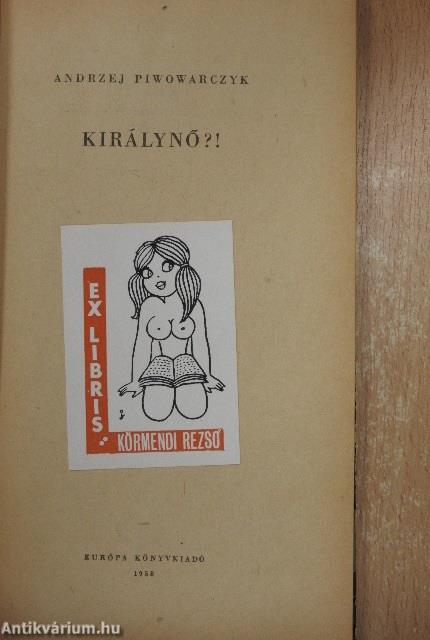 ANDRZEJ PIWOWARCZYK
KIRÁLYNŐ?!
EX LIBRIS:
KÖRMENDI REZSŐ
EURÓPA KÖNYVKIADÓ
1958
Antikvárium.hu